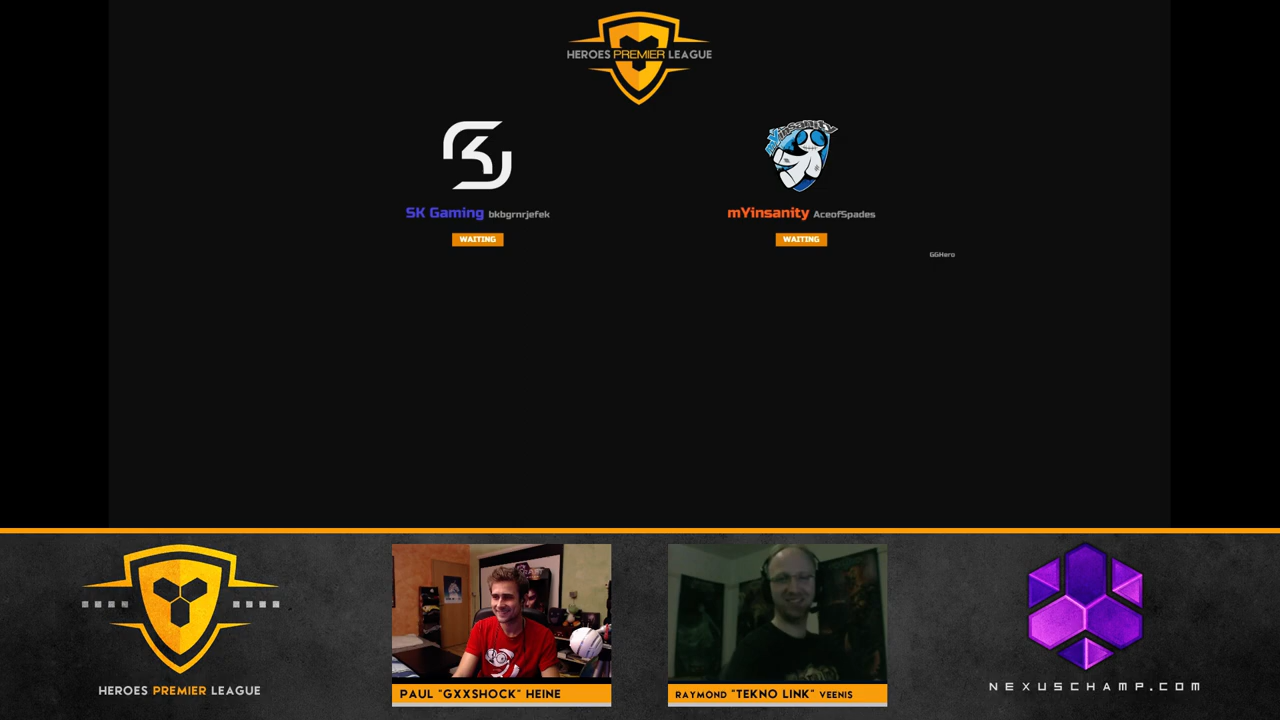 HEROES PREMIER LEAGUE
mYinsanity
SK Gaming bkbgrnrjefek
mYinsanity AceofSpades
WAITING
WAITING
GGHero
HEROES PREMIER LEAGUE
PAUL "GXXSHOCK" HEINE
RAYMOND "TEKNO LINK" VEENIS
NEXUSCHAMP.COM